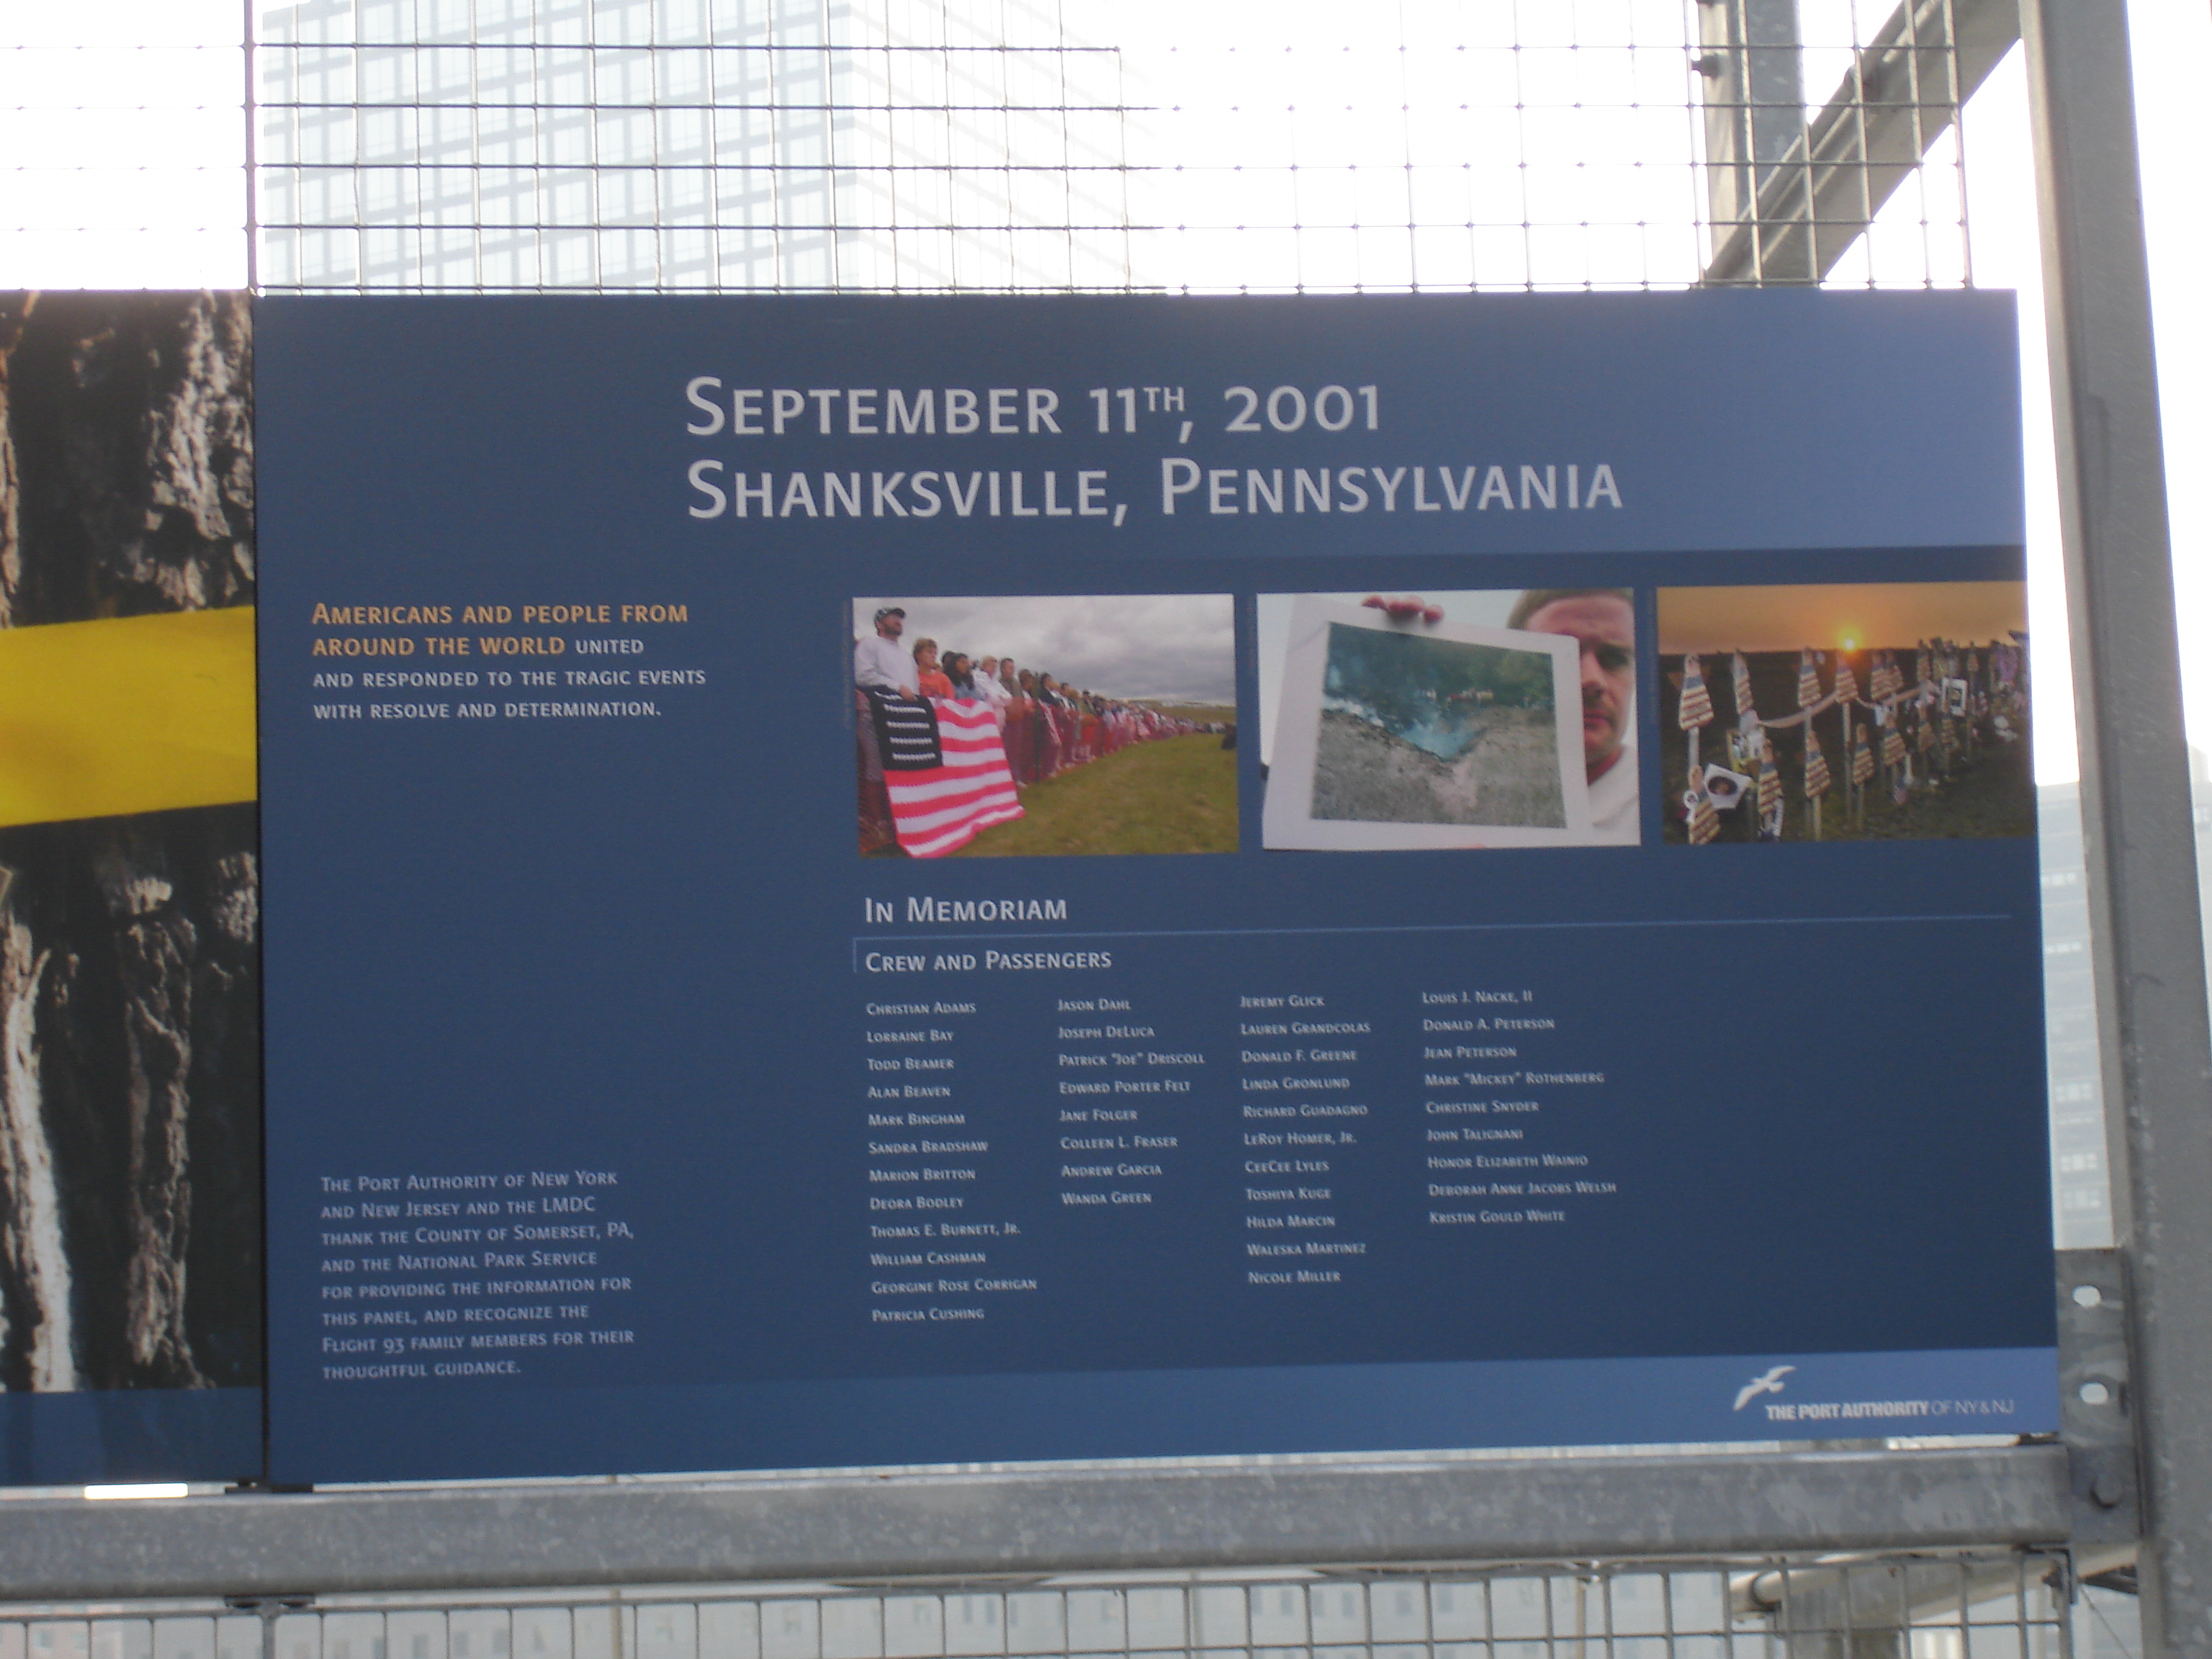 September 11th, 2001
Shanksville, Pennsylvania
Americans and people from
around the world united
and responded to the tragic events
with resolve and determination.
In Memoriam
Crew and Passengers
Christian Adams
Lorraine Bay
Todd Beamer
Alan Beaven
Mark Bingham
Sandra Bradshaw
Marion Britton
Deora Bodley
Thomas E. Burnett, Jr.
William Cashman
Georgine Rose Corrigan
Patricia Cushing
Jason Dahl
Joseph DeLuca
Patrick "Joe" Driscoll
Edward Porter Felt
Jane Folger
Colleen L. Fraser
Andrew Garcia
Wanda Green
Jeremy Glick
Lauren Grandcolas
Donald F. Greene
Linda Gronlund
Richard Guadagno
LeRoy Homer, Jr.
CeeCee Lyles
Toshiya Kuge
Hilda Marcin
Waleska Martinez
Nicole Miller
Louis J. Nacke, II
Donald A. Peterson
Jean Peterson
Mark "Mickey" Rothenberg
Christine Snyder
John Talignani
Honor Elizabeth Wainio
Deborah Anne Jacobs Welsh
Kristin Gould White
The Port Authority of New York
and New Jersey and the LMDC
thank the County of Somerset, PA,
and the National Park Service
for providing the information for
this panel, and recognize the
Flight 93 family members for their
thoughtful guidance.
THE PORT AUTHORITY OF NY & NJ